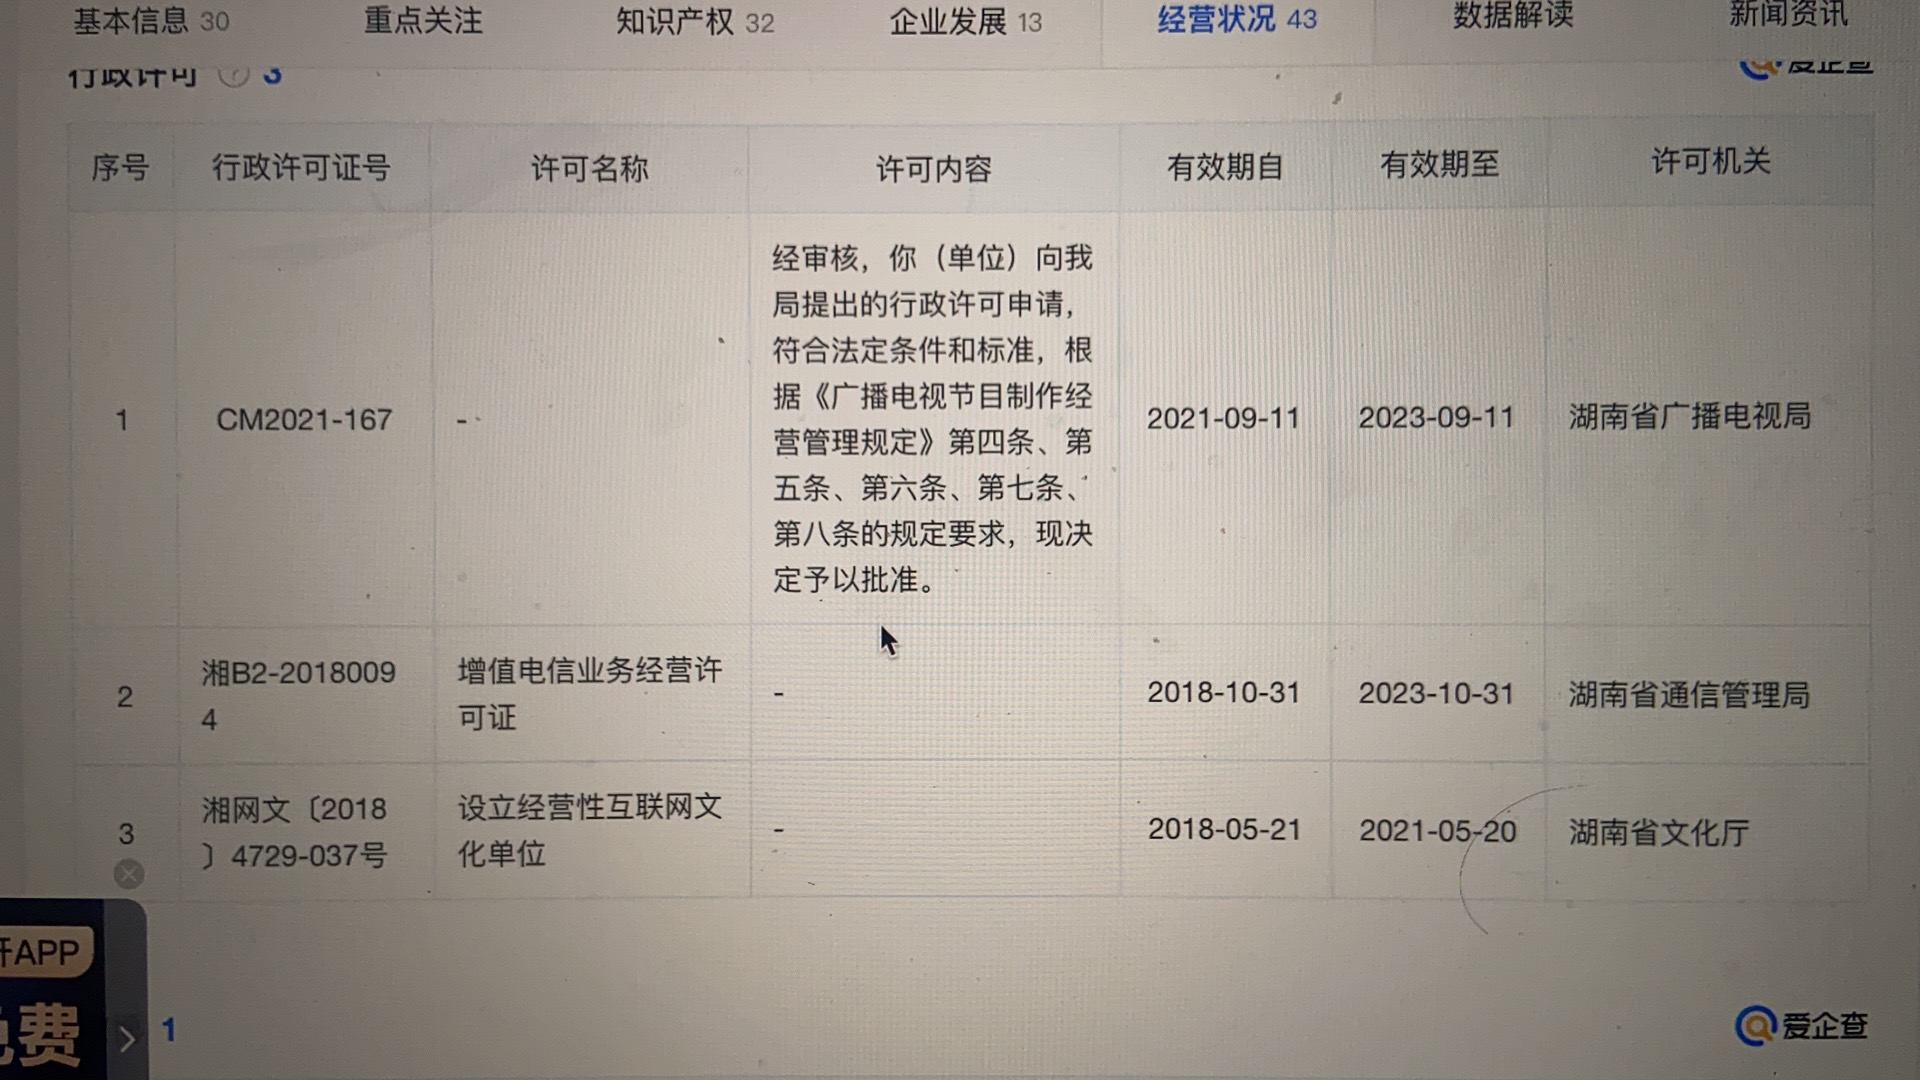 基本信息 30 重点关注 知识产权 32 企业发展 13 经营状况 43 数据解读 新闻资讯
行政许可 ? 3 爱企查
序号 行政许可证号 许可名称 许可内容 有效期自 有效期至 许可机关
经审核，你（单位）向我
局提出的行政许可申请，
符合法定条件和标准，根
据《广播电视节目制作经
1 CM2021-167 - 营管理规定》第四条、第 2021-09-11 2023-09-11 湖南省广播电视局
五条、第六条、第七条、
第八条的规定要求，现决
定予以批准。
2 湘B2-2018009 增值电信业务经营许 - 2018-10-31 2023-10-31 湖南省通信管理局
4 可证
3 湘网文〔2018 设立经营性互联网文 - 2018-05-21 2021-05-20 湖南省文化厅
〕4729-037号 化单位
开APP
免费 1
爱企查